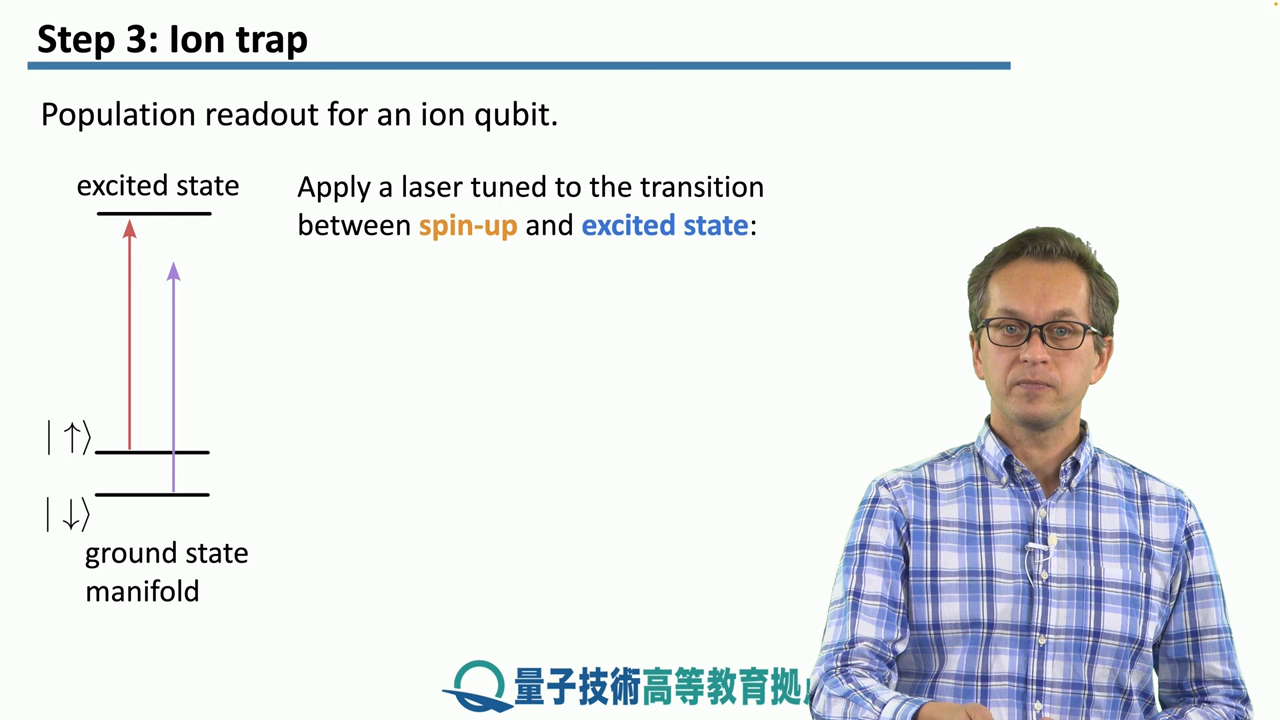 Step 3: Ion trap
Population readout for an ion qubit.
excited state
Apply a laser tuned to the transition
between spin-up and excited state:
|↑⟩
|↓⟩
ground state
manifold
量子技術高等教育拠